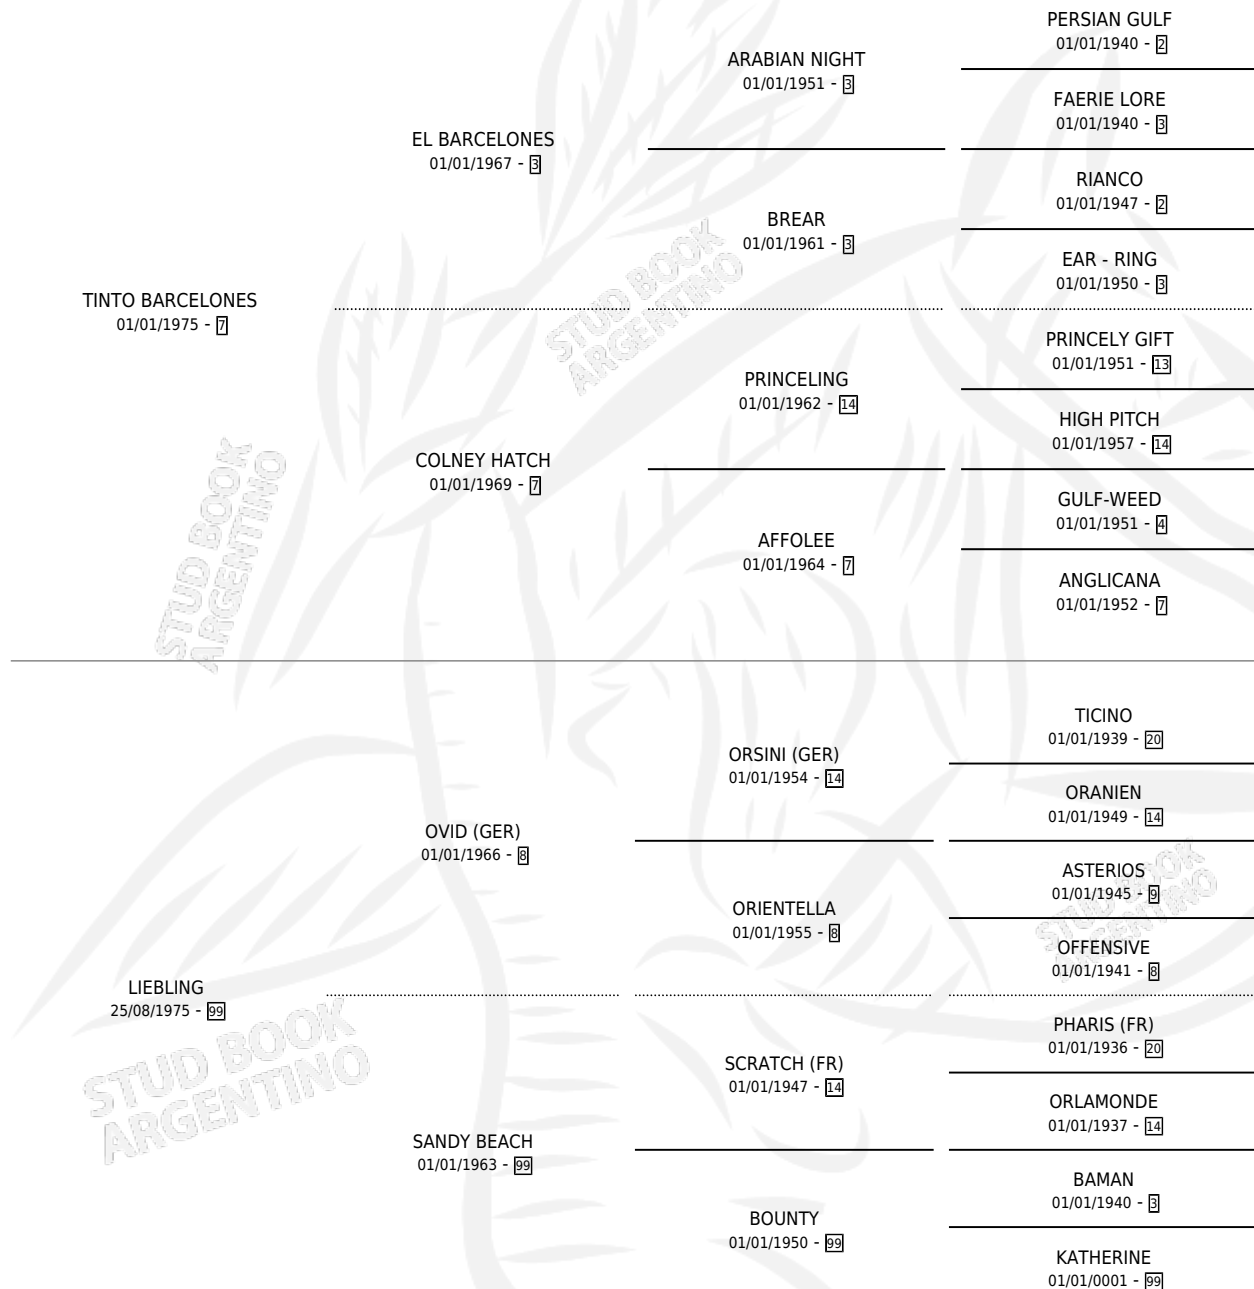 PERSIAN GULF
01/01/1940 - 2
ARABIAN NIGHT
01/01/1951 - 3
FAERIE LORE
01/01/1940 - 3
EL BARCELONES
01/01/1967 - 3
RIANCO
01/01/1947 - 2
BREAR
01/01/1961 - 3
EAR - RING
01/01/1950 - 3
TINTO BARCELONES
01/01/1975 - 7
PRINCELY GIFT
01/01/1951 - 13
PRINCELING
01/01/1962 - 14
HIGH PITCH
01/01/1957 - 14
COLNEY HATCH
01/01/1969 - 7
GULF-WEED
01/01/1951 - 4
AFFOLEE
01/01/1964 - 7
ANGLICANA
01/01/1952 - 7
TICINO
01/01/1939 - 20
ORSINI (GER)
01/01/1954 - 14
ORANIEN
01/01/1949 - 14
OVID (GER)
01/01/1966 - 8
ASTERIOS
01/01/1945 - 9
ORIENTELLA
01/01/1955 - 8
OFFENSIVE
01/01/1941 - 8
LIEBLING
25/08/1975 - 99
PHARIS (FR)
01/01/1936 - 20
SCRATCH (FR)
01/01/1947 - 14
ORLAMONDE
01/01/1937 - 14
SANDY BEACH
01/01/1963 - 99
BAMAN
01/01/1940 - 3
BOUNTY
01/01/1950 - 99
KATHERINE
01/01/0001 - 99
STUD BOOK
ARGENTINO
STUD BOOK
ARGENTINO
STUD BOOK
ARGENTINO
STUD BOOK
ARGENTINO